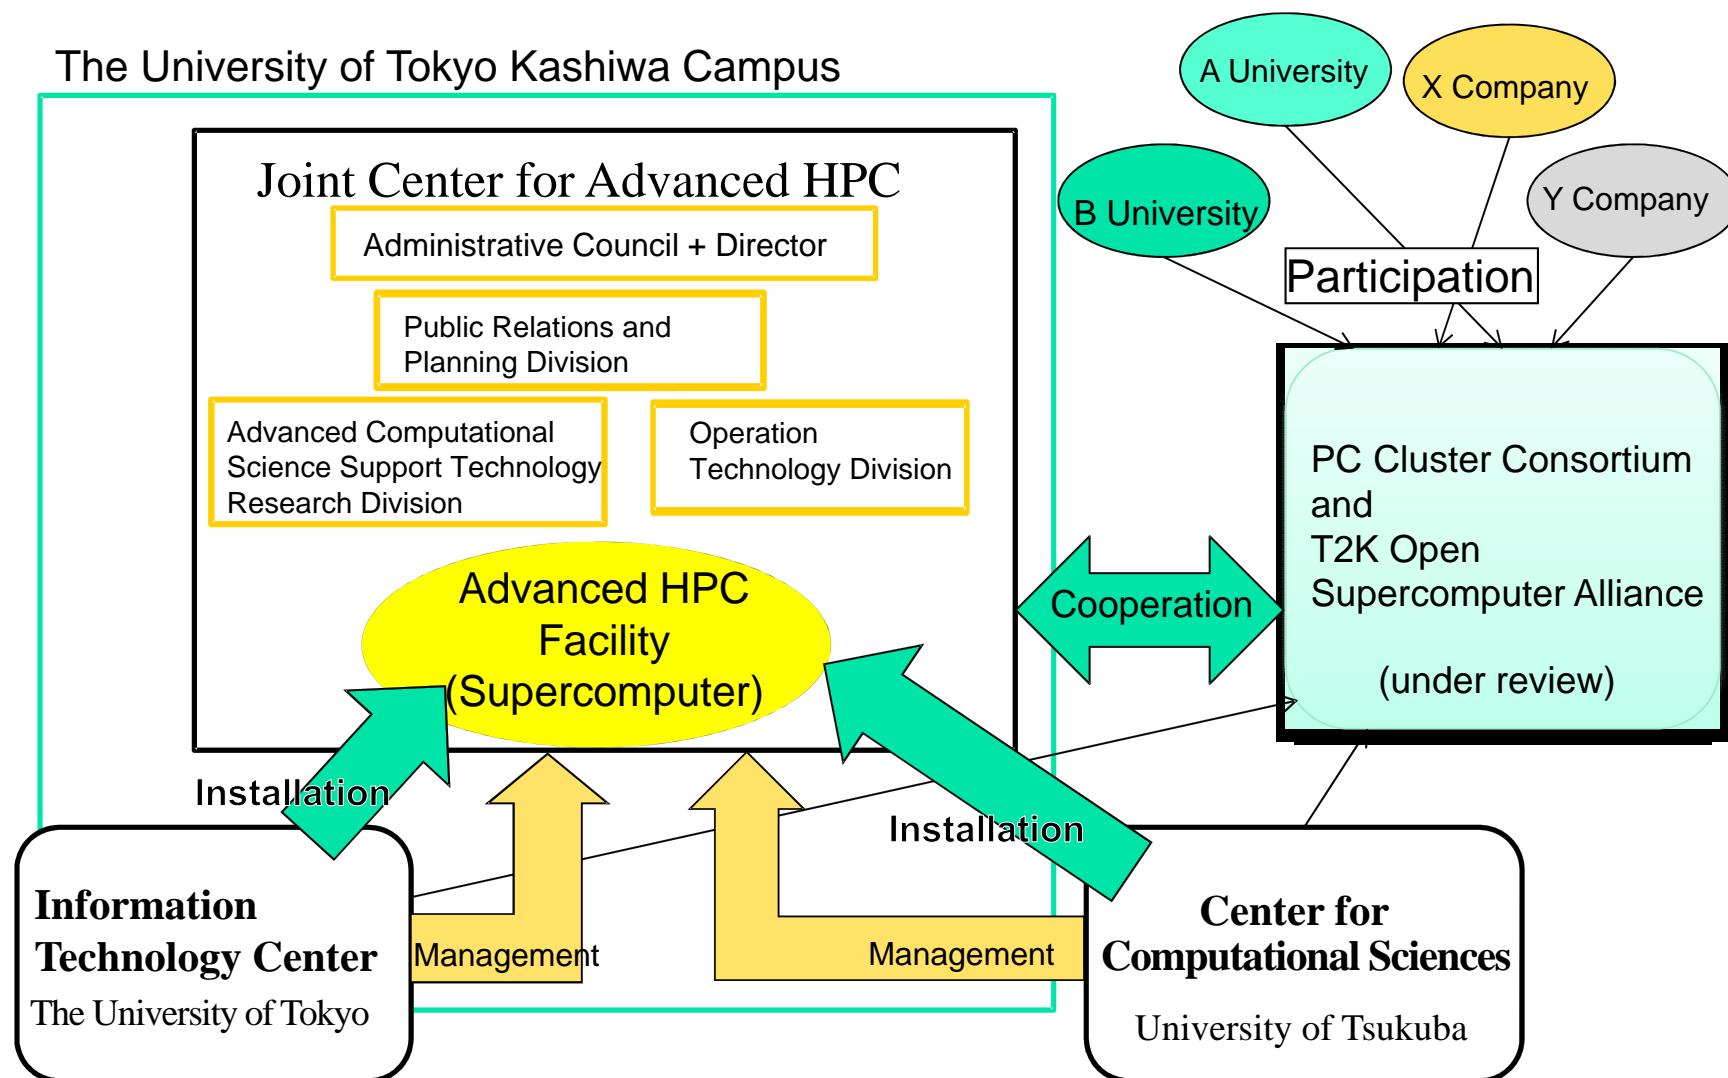 The University of Tokyo Kashiwa Campus
A University
X Company
B University
Y Company
Participation
Joint Center for Advanced HPC
Administrative Council + Director
Public Relations and
Planning Division
Advanced Computational
Science Support Technology
Research Division
Operation
Technology Division
Advanced HPC
Facility
(Supercomputer)
Cooperation
PC Cluster Consortium
and
T2K Open
Supercomputer Alliance
(under review)
Installation
Installation
Information
Technology Center
The University of Tokyo
Management
Management
Center for
Computational Sciences
University of Tsukuba